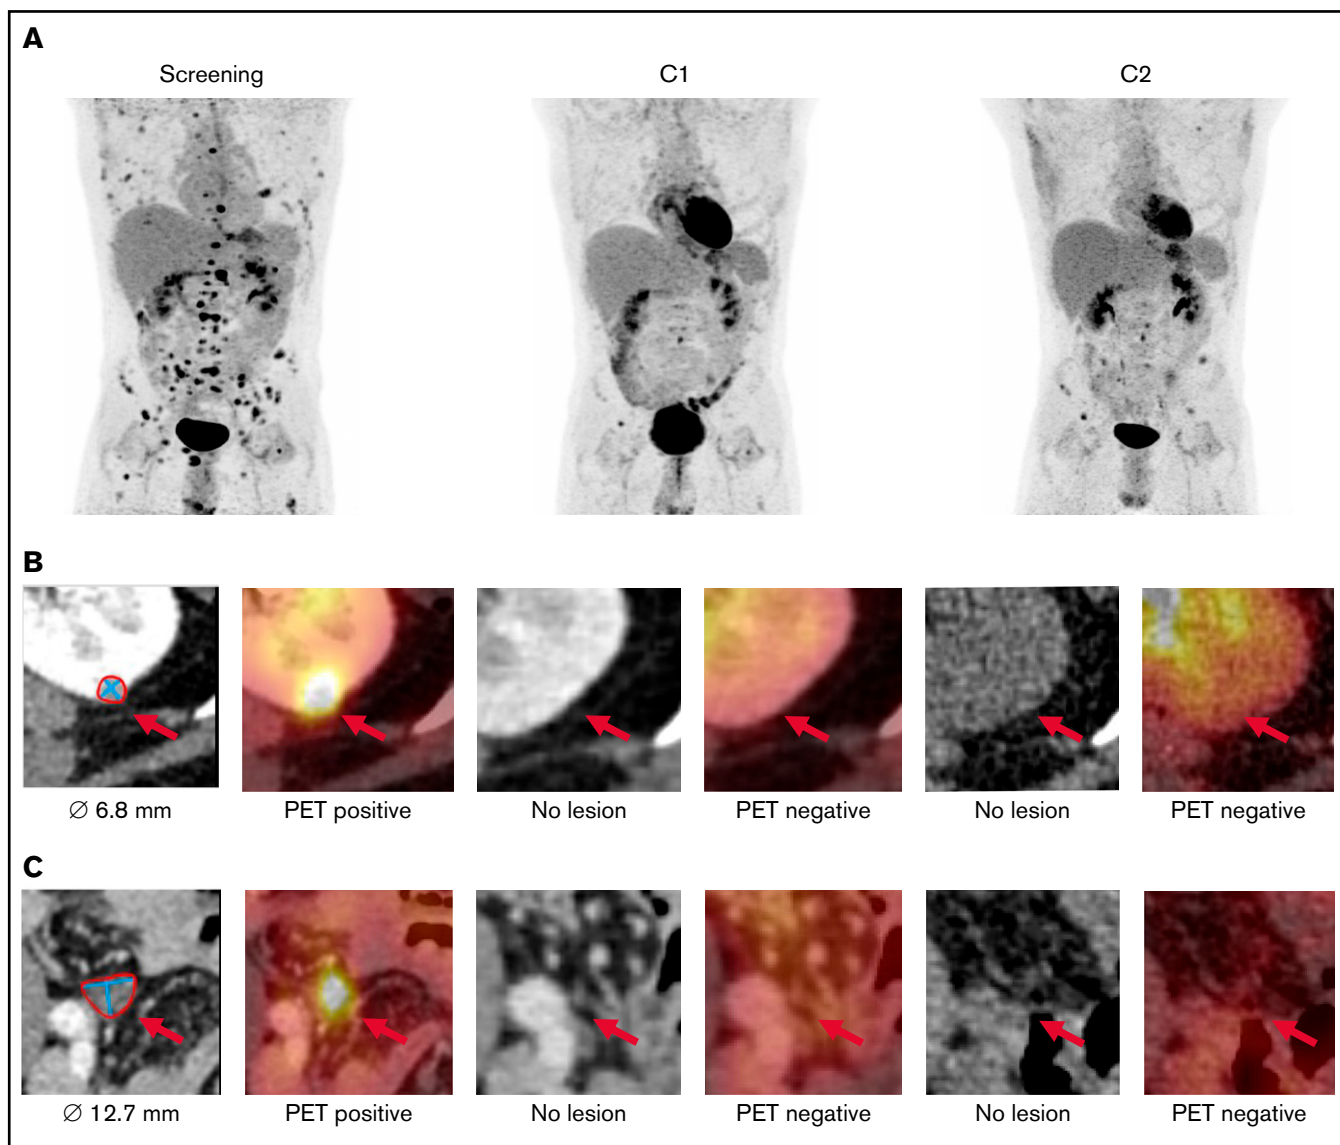 A
Screening C1 C2
B
∅ 6.8 mm PET positive No lesion PET negative No lesion PET negative
C
∅ 12.7 mm PET positive No lesion PET negative No lesion PET negative